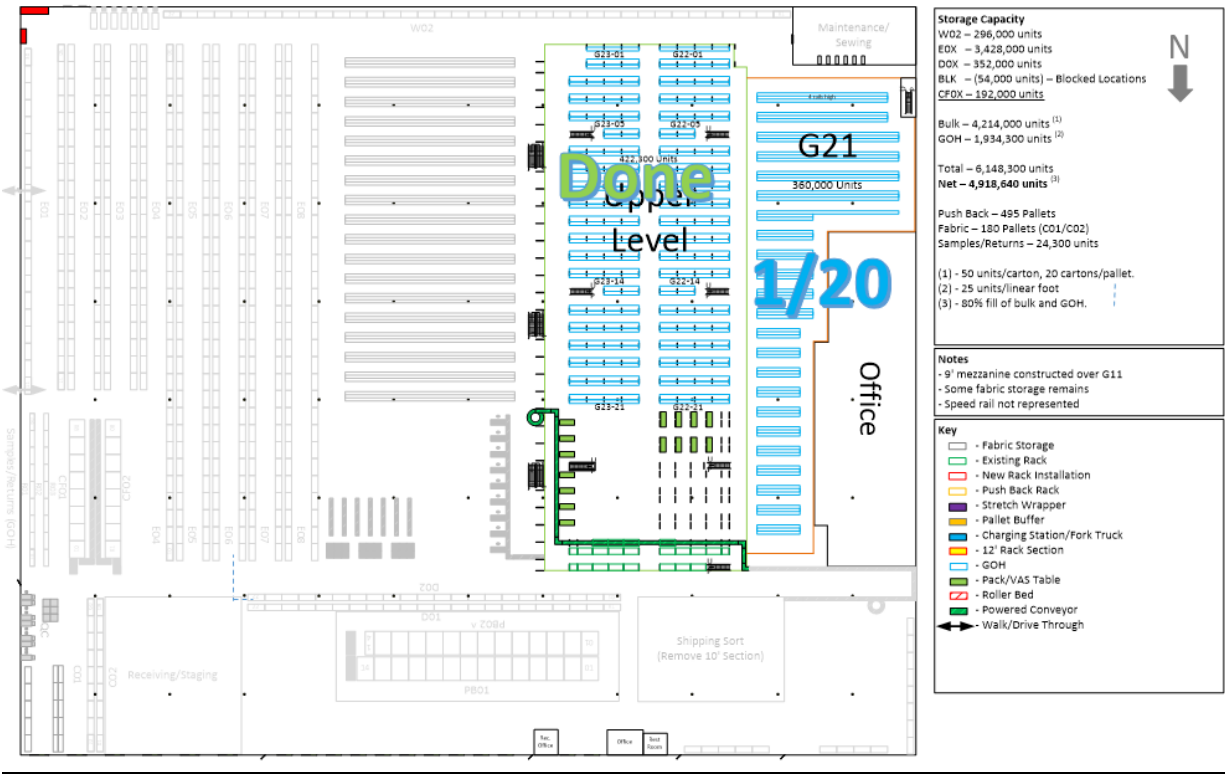 W02
Maintenance/
Sewing
G23-01
G22-01
G23-05
G22-05
422,300 Units
Done
Upper
Level
G23-14
G22-14
G23-21
G22-21
G21
360,000 Units
1/20
Office
E01
E02
E03
E04
E05
E06
E07
E08
E04
E05
E06
E07
E08
Samples/Returns (GOH)
CF02
D02
D01
PB02
PB01
QC
C01
C02
Receiving/Staging
Shipping Sort
(Remove 10' Section)
Rec.
Office
Office
Test
Room
N
Storage Capacity
W02 – 296,000 units
E0X – 3,428,000 units
D0X – 352,000 units
BLK – (54,000 units) – Blocked Locations
CF0X – 192,000 units
Bulk – 4,214,000 units (1)
GOH – 1,934,300 units (2)
Total – 6,148,300 units
Net – 4,918,640 units (3)
Push Back – 495 Pallets
Fabric – 180 Pallets (C01/C02)
Samples/Returns – 24,300 units
(1) - 50 units/carton, 20 cartons/pallet.
(2) - 25 units/linear foot
(3) - 80% fill of bulk and GOH.
Notes
- 9' mezzanine constructed over G11
- Some fabric storage remains
- Speed rail not represented
Key
- Fabric Storage
- Existing Rack
- New Rack Installation
- Push Back Rack
- Stretch Wrapper
- Pallet Buffer
- Charging Station/Fork Truck
- 12' Rack Section
- GOH
- Pack/VAS Table
- Roller Bed
- Powered Conveyor
- Walk/Drive Through